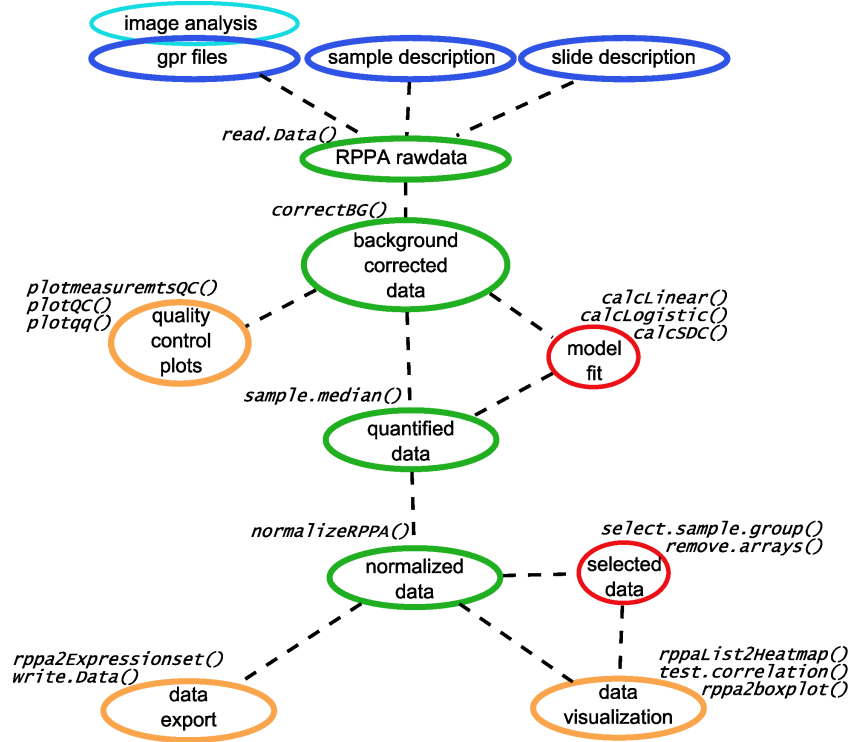 image analysis
gpr files
sample description
slide description
read.Data()
RPPA rawdata
correctBG()
background
corrected
data
plotmeasuremtsQC()
plotQC()
plotqq()
quality
control
plots
calcLinear()
calcLogistic()
calcSDC()
model
fit
sample.median()
quantified
data
normalizeRPPA()
normalized
data
select.sample.group()
remove.arrays()
selected
data
rppa2Expressionset()
write.Data()
data
export
rppaList2Heatmap()
test.correlation()
rppa2boxplot()
data
visualization